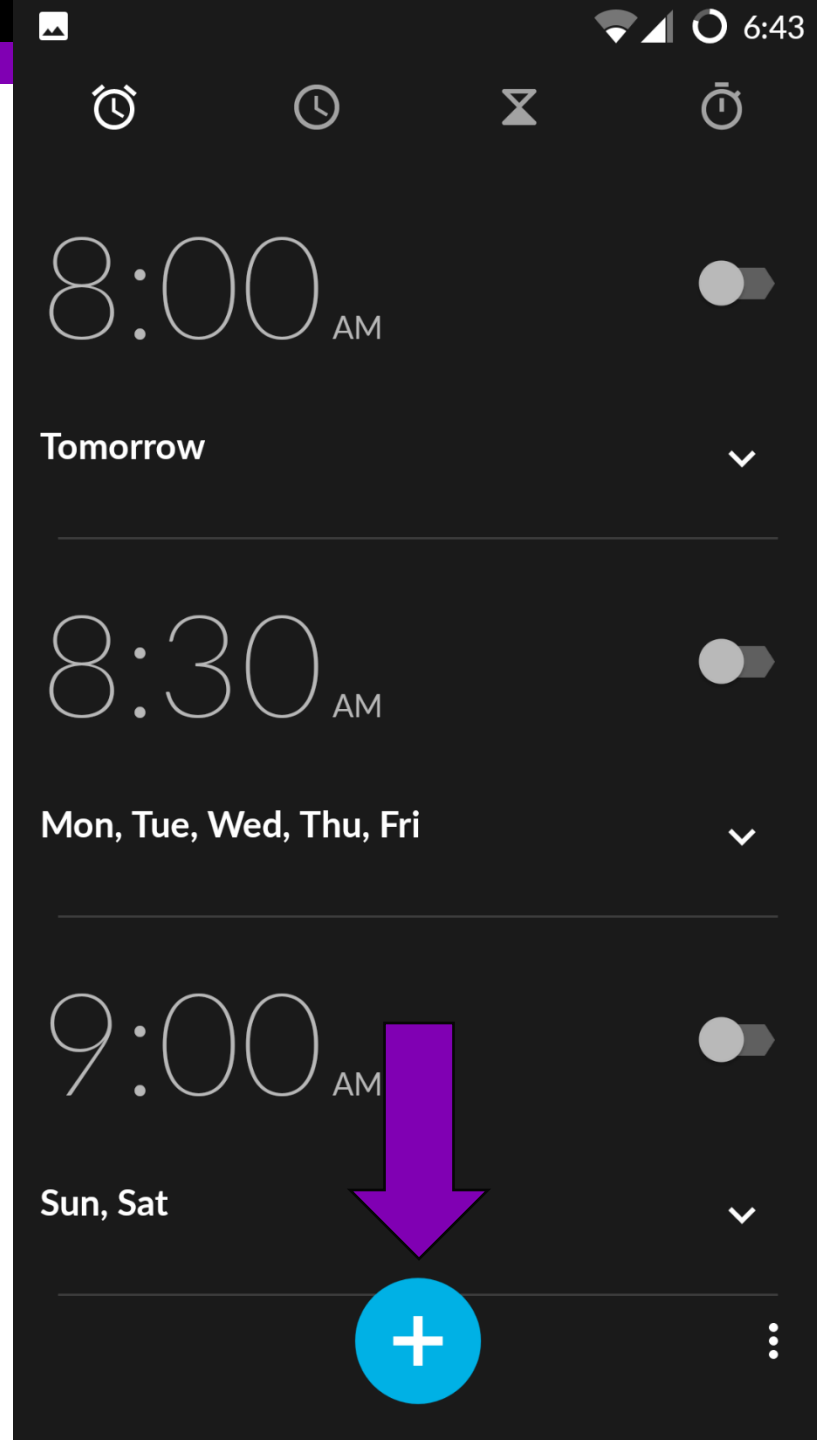 6:43
8:00 AM
Tomorrow
8:30 AM
Mon, Tue, Wed, Thu, Fri
9:00 AM
Sun, Sat